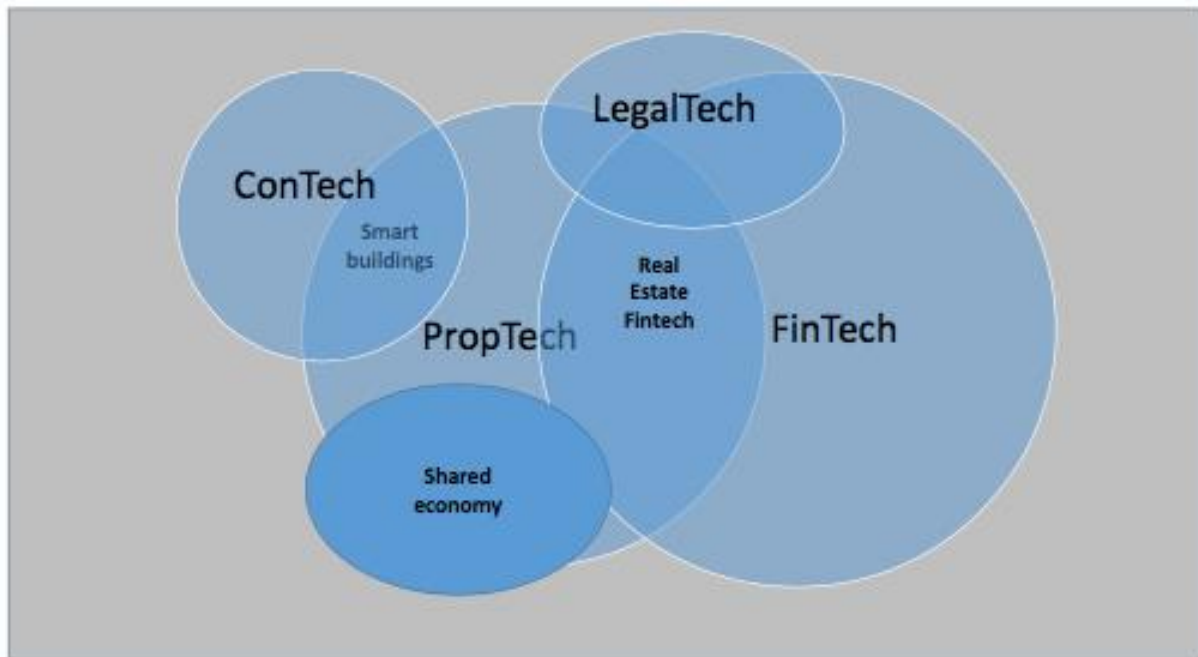 LegalTech
ConTech
Smart
buildings
Real
Estate
Fintech
PropTech
FinTech
Shared
economy